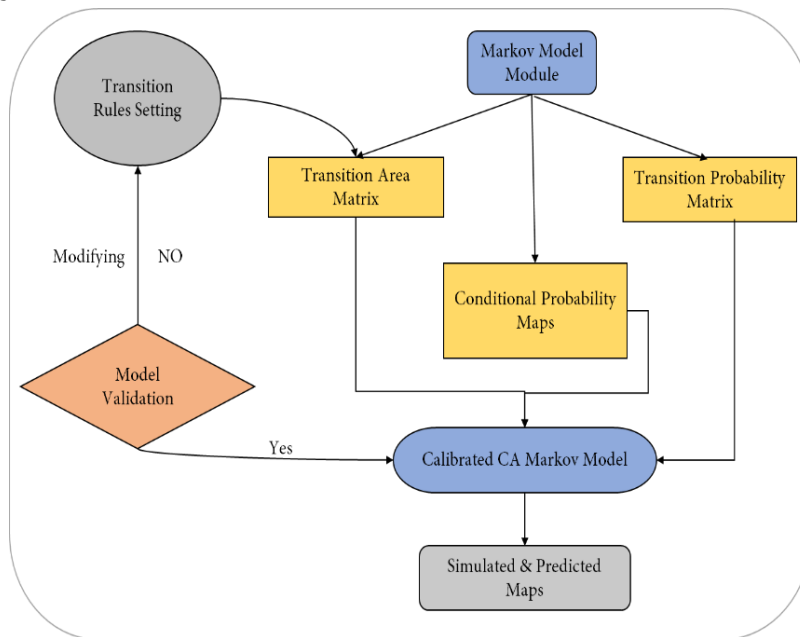 Transition
Rules Setting
Markov Model
Module
Transition Area
Matrix
Transition Probability
Matrix
Modifying NO
Conditional Probability
Maps
Model
Validation
Yes
Calibrated CA Markov Model
Simulated & Predicted
Maps